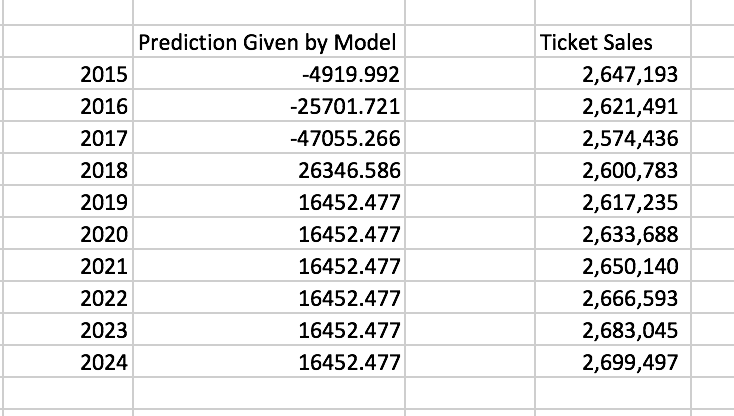 Prediction Given by Model Ticket Sales
2015 -4919.992 2,647,193
2016 -25701.721 2,621,491
2017 -47055.266 2,574,436
2018 26346.586 2,600,783
2019 16452.477 2,617,235
2020 16452.477 2,633,688
2021 16452.477 2,650,140
2022 16452.477 2,666,593
2023 16452.477 2,683,045
2024 16452.477 2,699,497